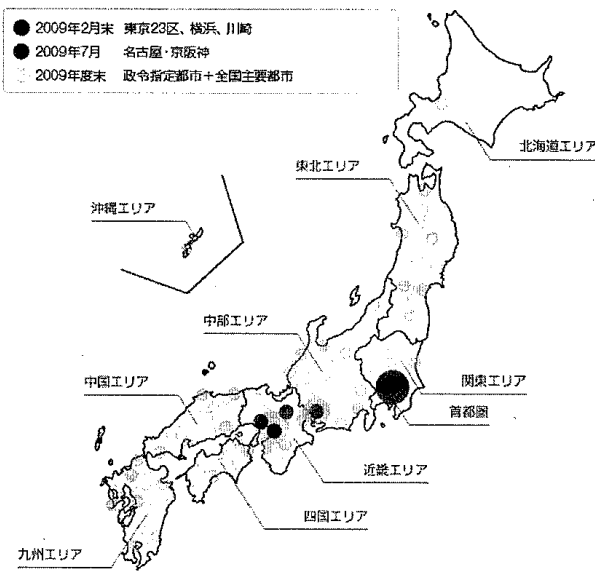 2009年2月末 東京23区、横浜、川崎
2009年7月 名古屋・京阪神
2009年度末 政令指定都市+全国主要都市
北海道エリア
東北エリア
沖縄エリア
中部エリア
中国エリア
関東エリア
首都圏
近畿エリア
四国エリア
九州エリア